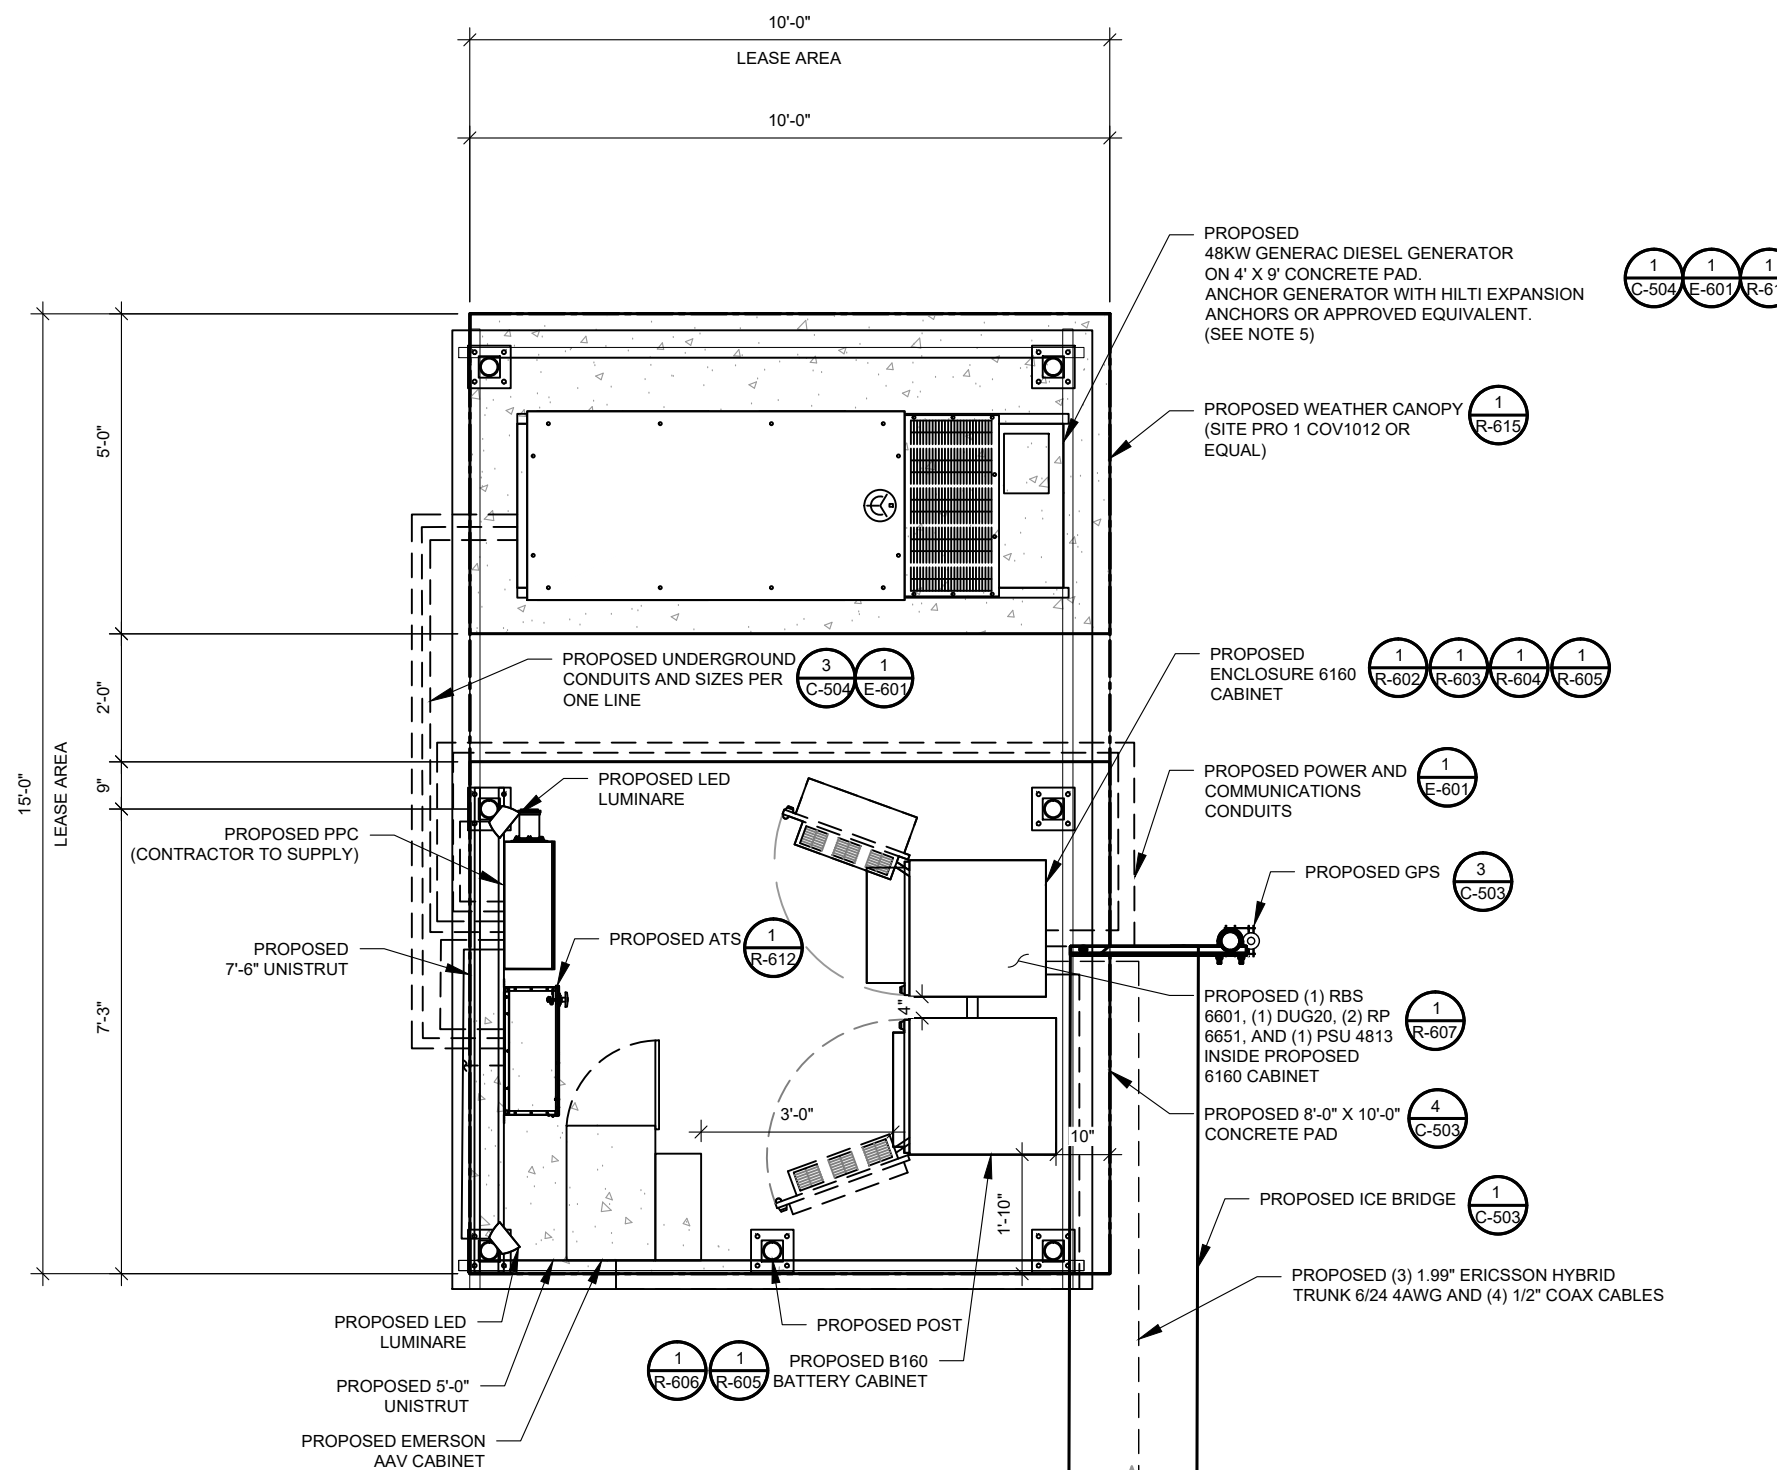 10'-0"
LEASE AREA
10'-0"
PROPOSED
48KW GENERAC DIESEL GENERATOR
ON 4' X 9' CONCRETE PAD.
ANCHOR GENERATOR WITH HILTI EXPANSION
ANCHORS OR APPROVED EQUIVALENT.
(SEE NOTE 5)
1
C-504
1
E-601
1
PROPOSED WEATHER CANOPY
(SITE PRO 1 COV1012 OR
EQUAL)
1
R-615
5'-0"
2'-0"
9"
7'-3"
15'-0"
LEASE AREA
PROPOSED UNDERGROUND
CONDUITS AND SIZES PER
ONE LINE
3
C-504
1
E-601
PROPOSED
ENCLOSURE 6160
CABINET
1
R-602
1
R-603
1
R-604
1
R-605
PROPOSED LED
LUMINARE
PROPOSED POWER AND
COMMUNICATIONS
CONDUITS
1
E-601
PROPOSED PPC
(CONTRACTOR TO SUPPLY)
PROPOSED GPS
3
C-503
PROPOSED
7'-6" UNISTRUT
PROPOSED ATS
1
R-612
4"
PROPOSED (1) RBS
6601, (1) DUG20, (2) RP
6651, AND (1) PSU 4813
INSIDE PROPOSED
6160 CABINET
1
R-607
3'-0"
10"
PROPOSED 8'-0" X 10'-0"
CONCRETE PAD
4
C-503
1'-10"
PROPOSED ICE BRIDGE
1
C-503
PROPOSED (3) 1.99" ERICSSON HYBRID
TRUNK 6/24 4AWG AND (4) 1/2" COAX CABLES
PROPOSED LED
LUMINARE
PROPOSED POST
1
R-606
1
R-605
PROPOSED B160
BATTERY CABINET
PROPOSED 5'-0"
UNISTRUT
PROPOSED EMERSON
AAV CABINET